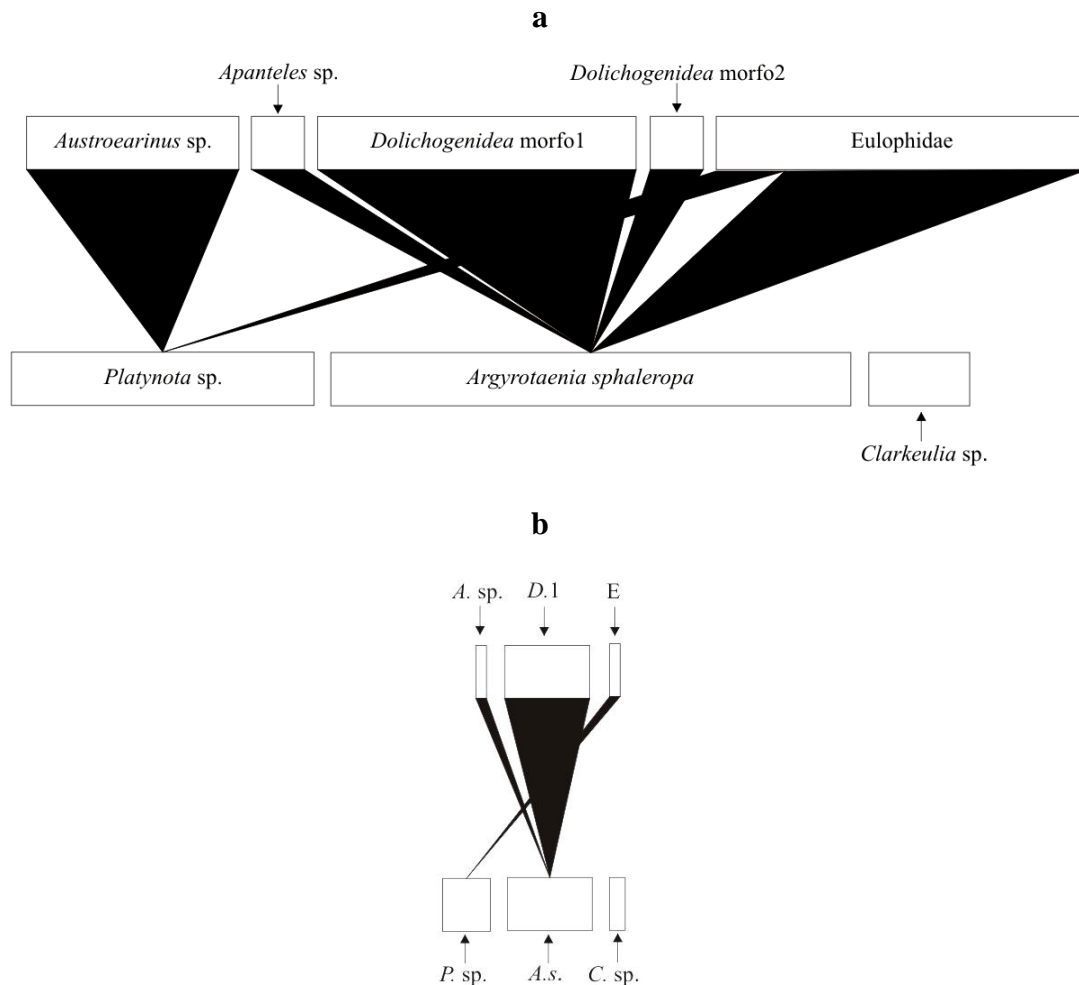 a
Apanteles sp.
Dolichogenidea morfo2
Austroearinus sp.
Dolichogenidea morfo1
Eulophidae
Platynota sp.
Argyrotaenia sphaleropa
Clarkeulia sp.
b
A. sp.
D.1
E
P. sp.
A.s.
C. sp.